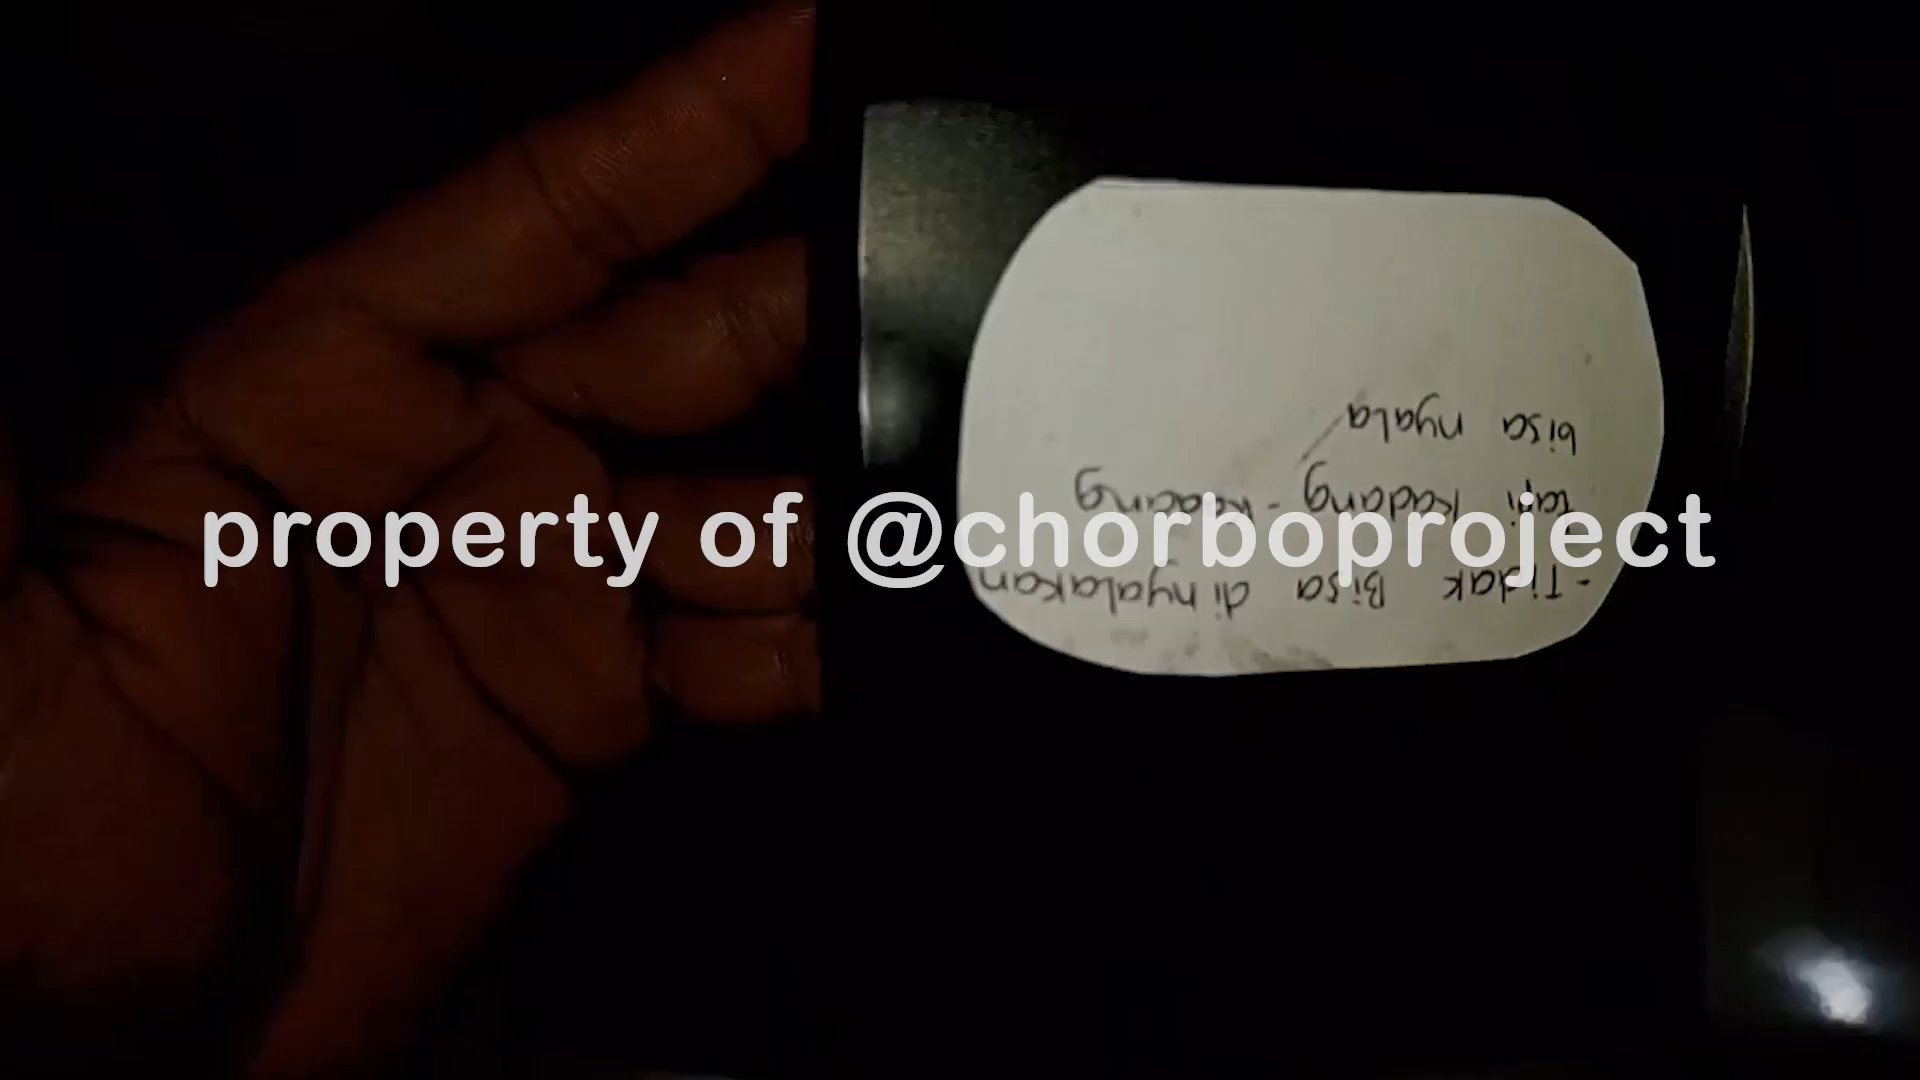 - Tidak Bisa dinyalakan
tapi kadang - kadang
bisa nyala
property of @chorboproject